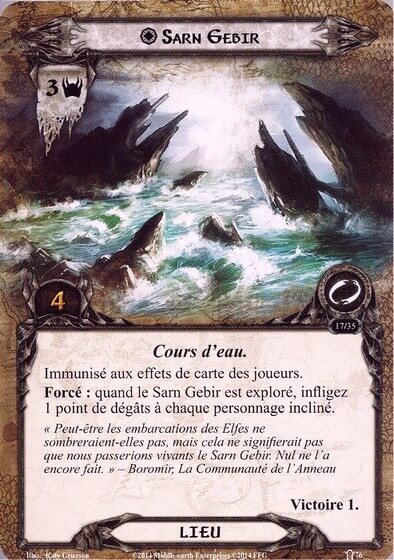 SARN GEBIR
3
4
17/35
Cours d'eau.
Immunisé aux effets de carte des joueurs.
Forcé : quand le Sarn Gebir est exploré, infligez
1 point de dégâts à chaque personnage incliné.
« Peut-être les embarcations des Elfes ne
sombreraient-elles pas, mais cela ne signifierait pas
que nous passerions vivants le Sarn Gebir. Nul ne l'a
encore fait. » – Boromir, La Communauté de l'Anneau
Victoire 1.
LIEU
Illus. Katy Grierson ©2014 Middle-earth Enterprises ©2014 FFG